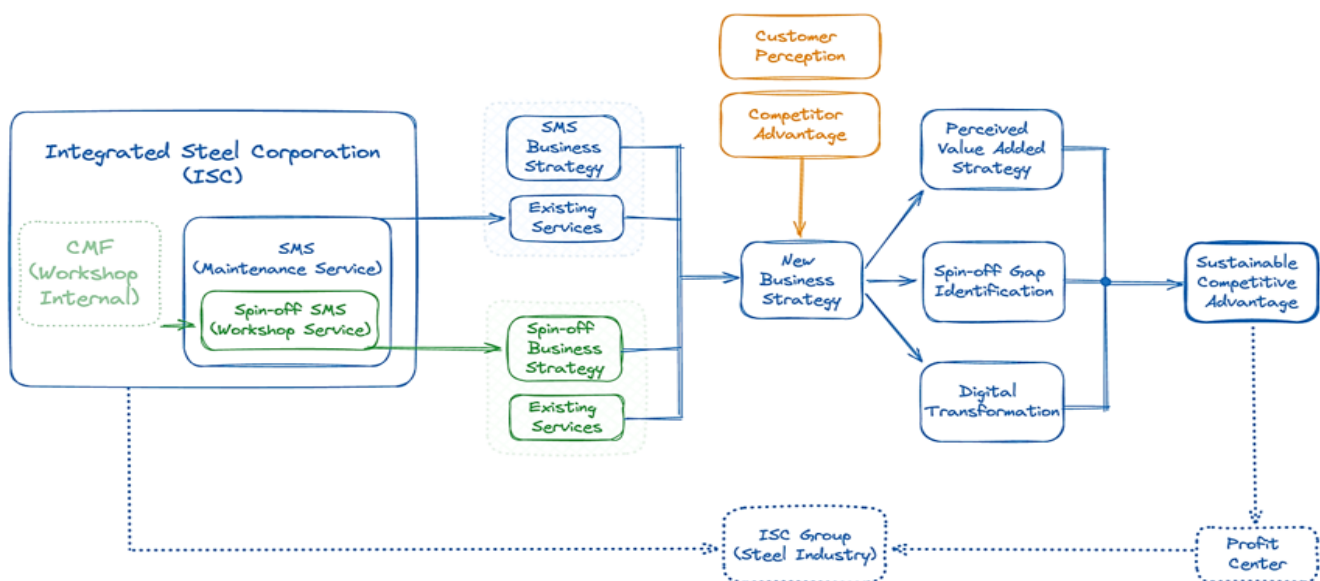 Customer
Perception
Competitor
Advantage
Integrated Steel Corporation
(ISC)
CMF
(Workshop
Internal)
SMS
(Maintenance Service)
Spin-off SMS
(Workshop Service)
SMS
Business
Strategy
Existing
Services
Spin-off
Business
Strategy
Existing
Services
New
Business
Strategy
Perceived
Value Added
Strategy
Spin-off Gap
Identification
Digital
Transformation
Sustainable
Competitive
Advantage
ISC Group
(Steel Industry)
Profit
Center